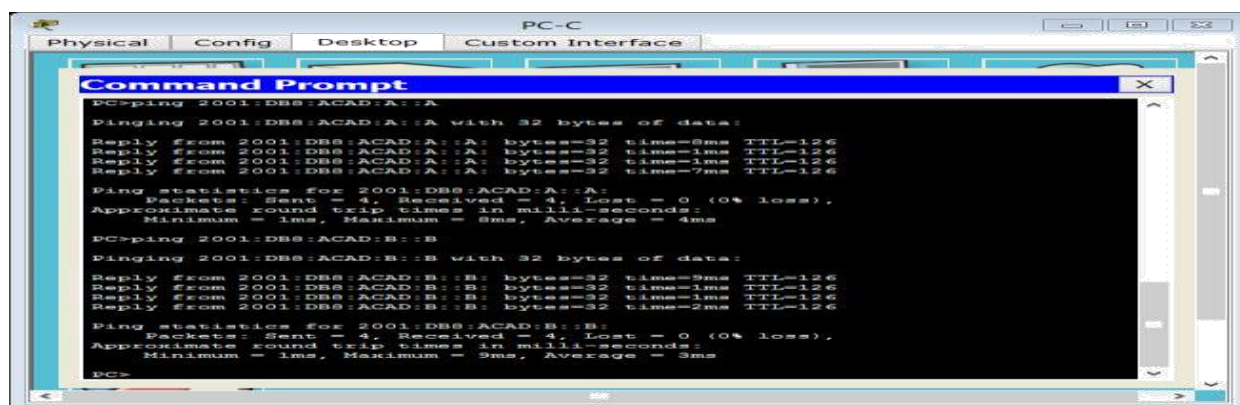 PC-C
Physical Config Desktop Custom Interface
Command Prompt X
PC>ping 2001:DB8:ACAD:A::A
Pinging 2001:DB8:ACAD:A::A with 32 bytes of data:
Reply from 2001:DB8:ACAD:A::A: bytes=32 time=8ms TTL=126
Reply from 2001:DB8:ACAD:A::A: bytes=32 time=1ms TTL=126
Reply from 2001:DB8:ACAD:A::A: bytes=32 time=1ms TTL=126
Reply from 2001:DB8:ACAD:A::A: bytes=32 time=7ms TTL=126
Ping statistics for 2001:DB8:ACAD:A::A:
Packets: Sent = 4, Received = 4, Lost = 0 (0% loss),
Approximate round trip times in milli-seconds:
Minimum = 1ms, Maximum = 8ms, Average = 4ms
PC>ping 2001:DB8:ACAD:B::B
Pinging 2001:DB8:ACAD:B::B with 32 bytes of data:
Reply from 2001:DB8:ACAD:B::B: bytes=32 time=9ms TTL=126
Reply from 2001:DB8:ACAD:B::B: bytes=32 time=1ms TTL=126
Reply from 2001:DB8:ACAD:B::B: bytes=32 time=1ms TTL=126
Reply from 2001:DB8:ACAD:B::B: bytes=32 time=2ms TTL=126
Ping statistics for 2001:DB8:ACAD:B::B:
Packets: Sent = 4, Received = 4, Lost = 0 (0% loss),
Approximate round trip times in milli-seconds:
Minimum = 1ms, Maximum = 9ms, Average = 3ms
PC>